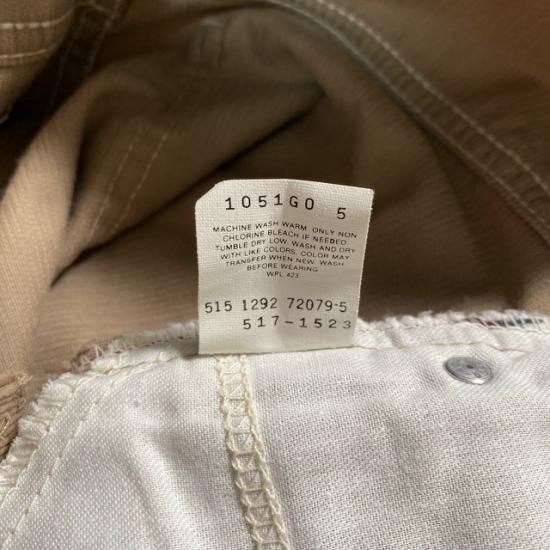 1051G0 5
MACHINE WASH WARM. ONLY NON-
CHLORINE BLEACH IF NEEDED.
TUMBLE DRY LOW. WASH AND DRY
WITH LIKE COLORS. COLOR MAY
TRANSFER WHEN NEW. WASH
BEFORE WEARING
WPL 423
515 1292 72079-5
517-1523